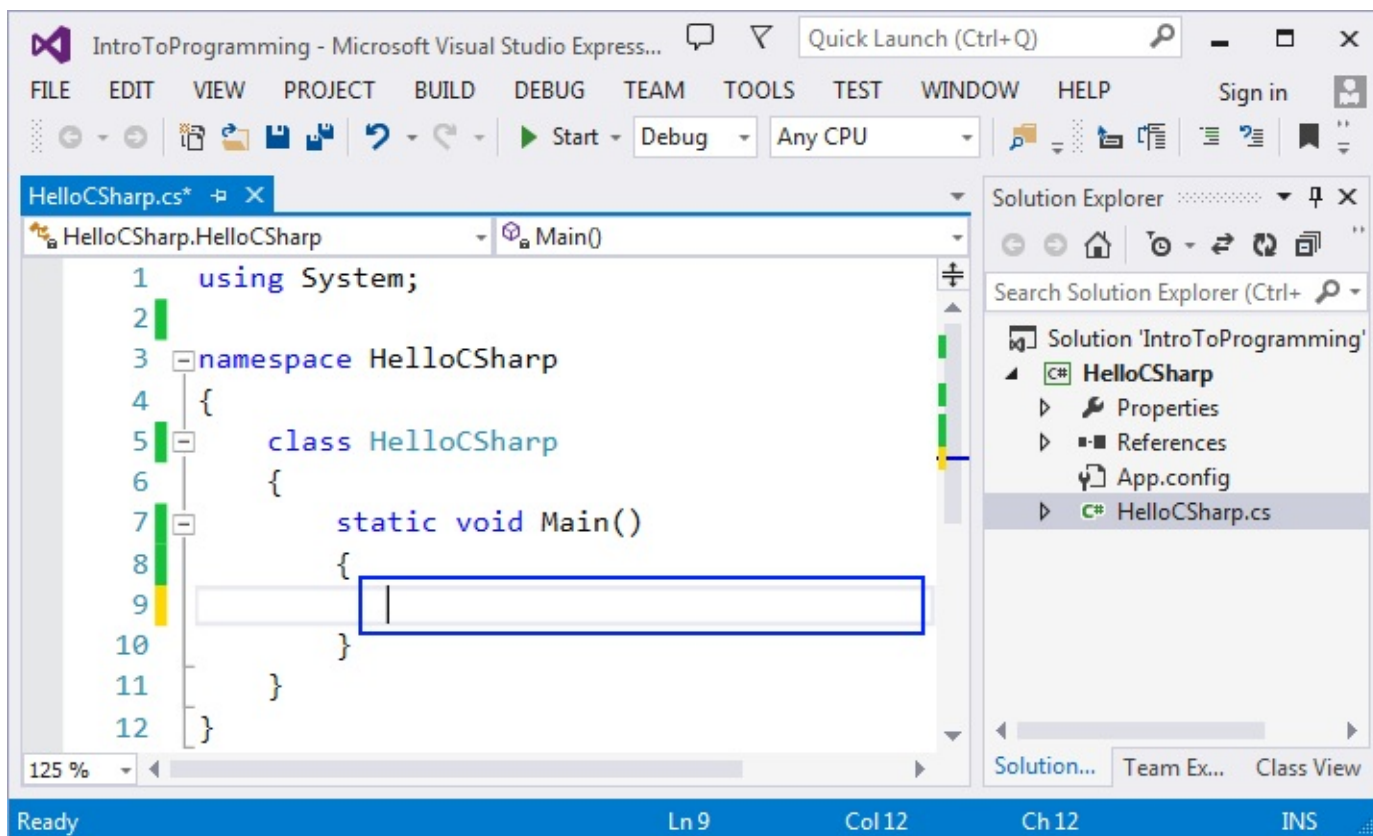 IntroToProgramming - Microsoft Visual Studio Express...
Quick Launch (Ctrl+Q)
FILE EDIT VIEW PROJECT BUILD DEBUG TEAM TOOLS TEST WINDOW HELP Sign in
Start Debug Any CPU
HelloCSharp.cs*
HelloCSharp.HelloCSharp
Main()
1 using System;
2
3 namespace HelloCSharp
4 {
5 class HelloCSharp
6 {
7 static void Main()
8 {
9
10 }
11 }
12 }
125 %
Solution Explorer
Search Solution Explorer (Ctrl+
Solution 'IntroToProgramming'
C# HelloCSharp
Properties
References
App.config
C# HelloCSharp.cs
Solution... Team Ex... Class View
Ready Ln 9 Col 12 Ch 12 INS